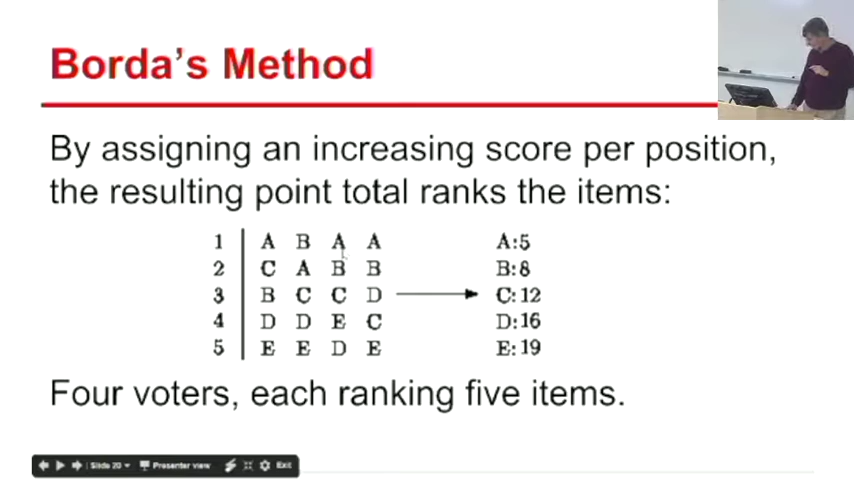 Borda's Method
By assigning an increasing score per position,
the resulting point total ranks the items:
1 A B A A A:5
2 C A B B B:8
3 B C C D C:12
4 D D E C D:16
5 E E D E E:19
Four voters, each ranking five items.
Slide 20 Presenter view Exit